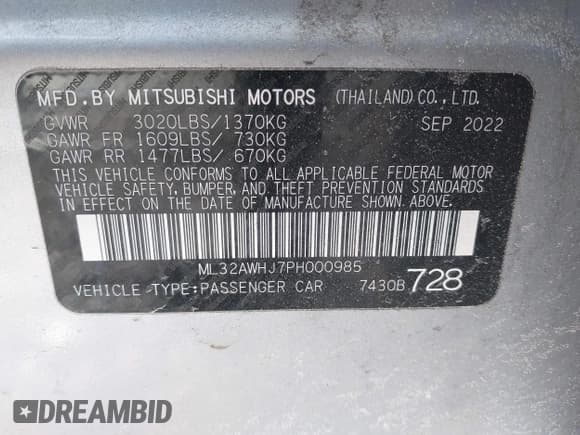 MFD.BY MITSUBISHI MOTORS (THAILAND)CO.,LTD.
GVWR 3020LBS/1370KG SEP 2022
GAWR FR 1609LBS/ 730KG
GAWR RR 1477LBS/ 670KG
THIS VEHICLE CONFORMS TO ALL APPLICABLE FEDERAL MOTOR
VEHICLE SAFETY, BUMPER, AND THEFT PREVENTION STANDARDS
IN EFFECT ON THE DATE OF MANUFACTURE SHOWN ABOVE.
ML32AWHJ7PH000985
VEHICLE TYPE:PASSENGER CAR 7430B 728
DREAMBID